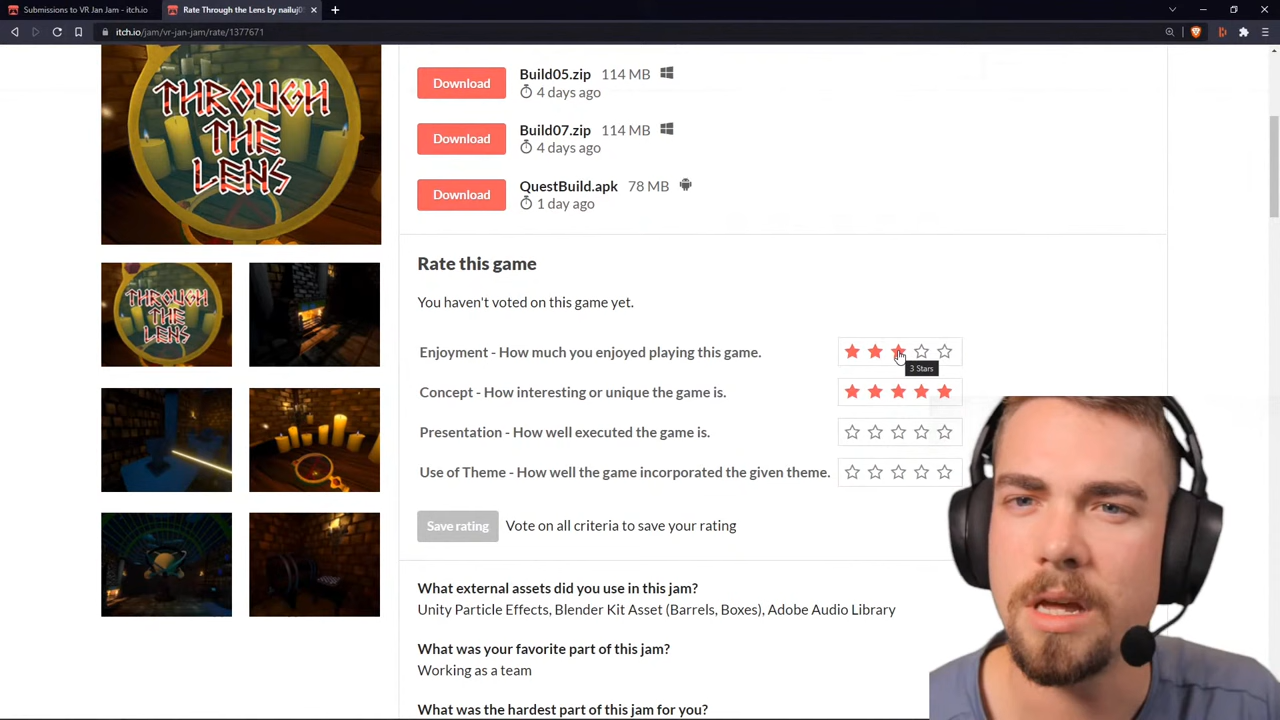 Submissions to VR Jan Jam - itch.io
Rate Through the Lens by nailuj0
itch.io/jam/vr-jan-jam/rate/1377671
THROUGH
THE
LENS
Download Build05.zip 114 MB
4 days ago
Download Build07.zip 114 MB
4 days ago
Download QuestBuild.apk 78 MB
1 day ago
THROUGH
THE
LENS
Rate this game
You haven't voted on this game yet.
Enjoyment - How much you enjoyed playing this game.
3 Stars
Concept - How interesting or unique the game is.
Presentation - How well executed the game is.
Use of Theme - How well the game incorporated the given theme.
Save rating Vote on all criteria to save your rating
What external assets did you use in this jam?
Unity Particle Effects, Blender Kit Asset (Barrels, Boxes), Adobe Audio Library
What was your favorite part of this jam?
Working as a team
What was the hardest part of this jam for you?